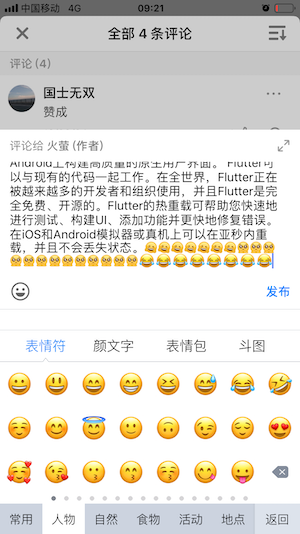 中国移动 4G 09:21
全部 4 条评论
评论 (4)
国士无双
赞成
评论给 火萤 (作者)
Android上构建高质量的原生用户界面。 Flutter可
以与现有的代码一起工作。在全世界，Flutter正在
被越来越多的开发者和组织使用，并且Flutter是完
全免费、开源的。Flutter的热重载可帮助您快速地
进行测试、构建UI、添加功能并更快地修复错误。
在iOS和Android模拟器或真机上可以在亚秒内重
载，并且不会丢失状态。
发布
表情符 颜文字 表情包 斗图
常用 人物 自然 食物 活动 地点 返回